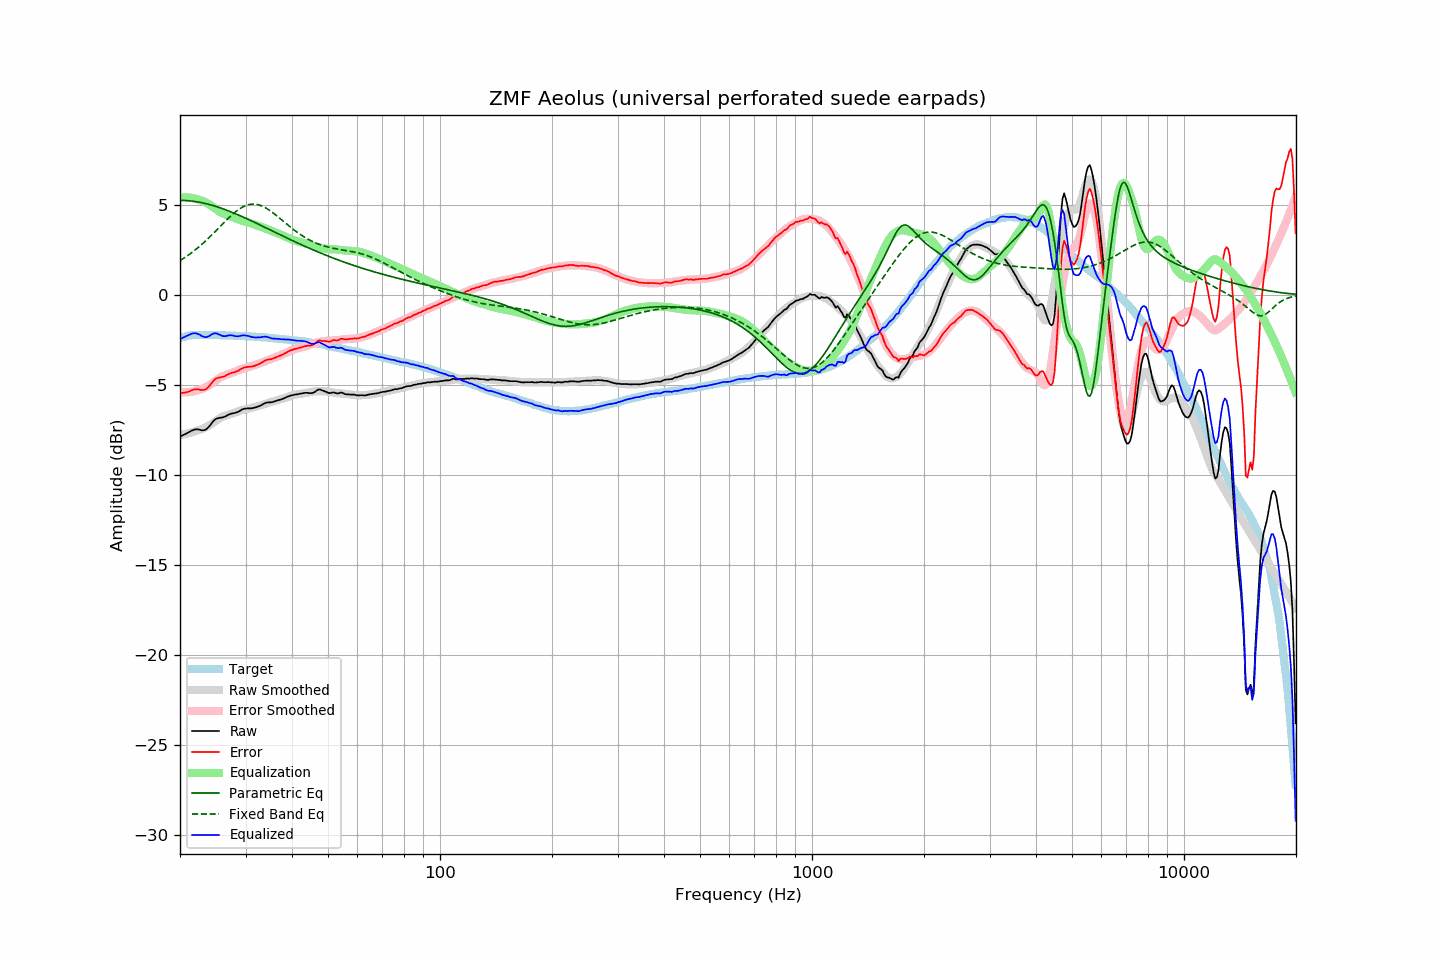 ZMF Aeolus (universal perforated suede earpads)
5
0
−5
−10
−15
−20
−25
−30
Amplitude (dBr)
Target
Raw Smoothed
Error Smoothed
Raw
Error
Equalization
Parametric Eq
Fixed Band Eq
Equalized
100
1000
10000
Frequency (Hz)